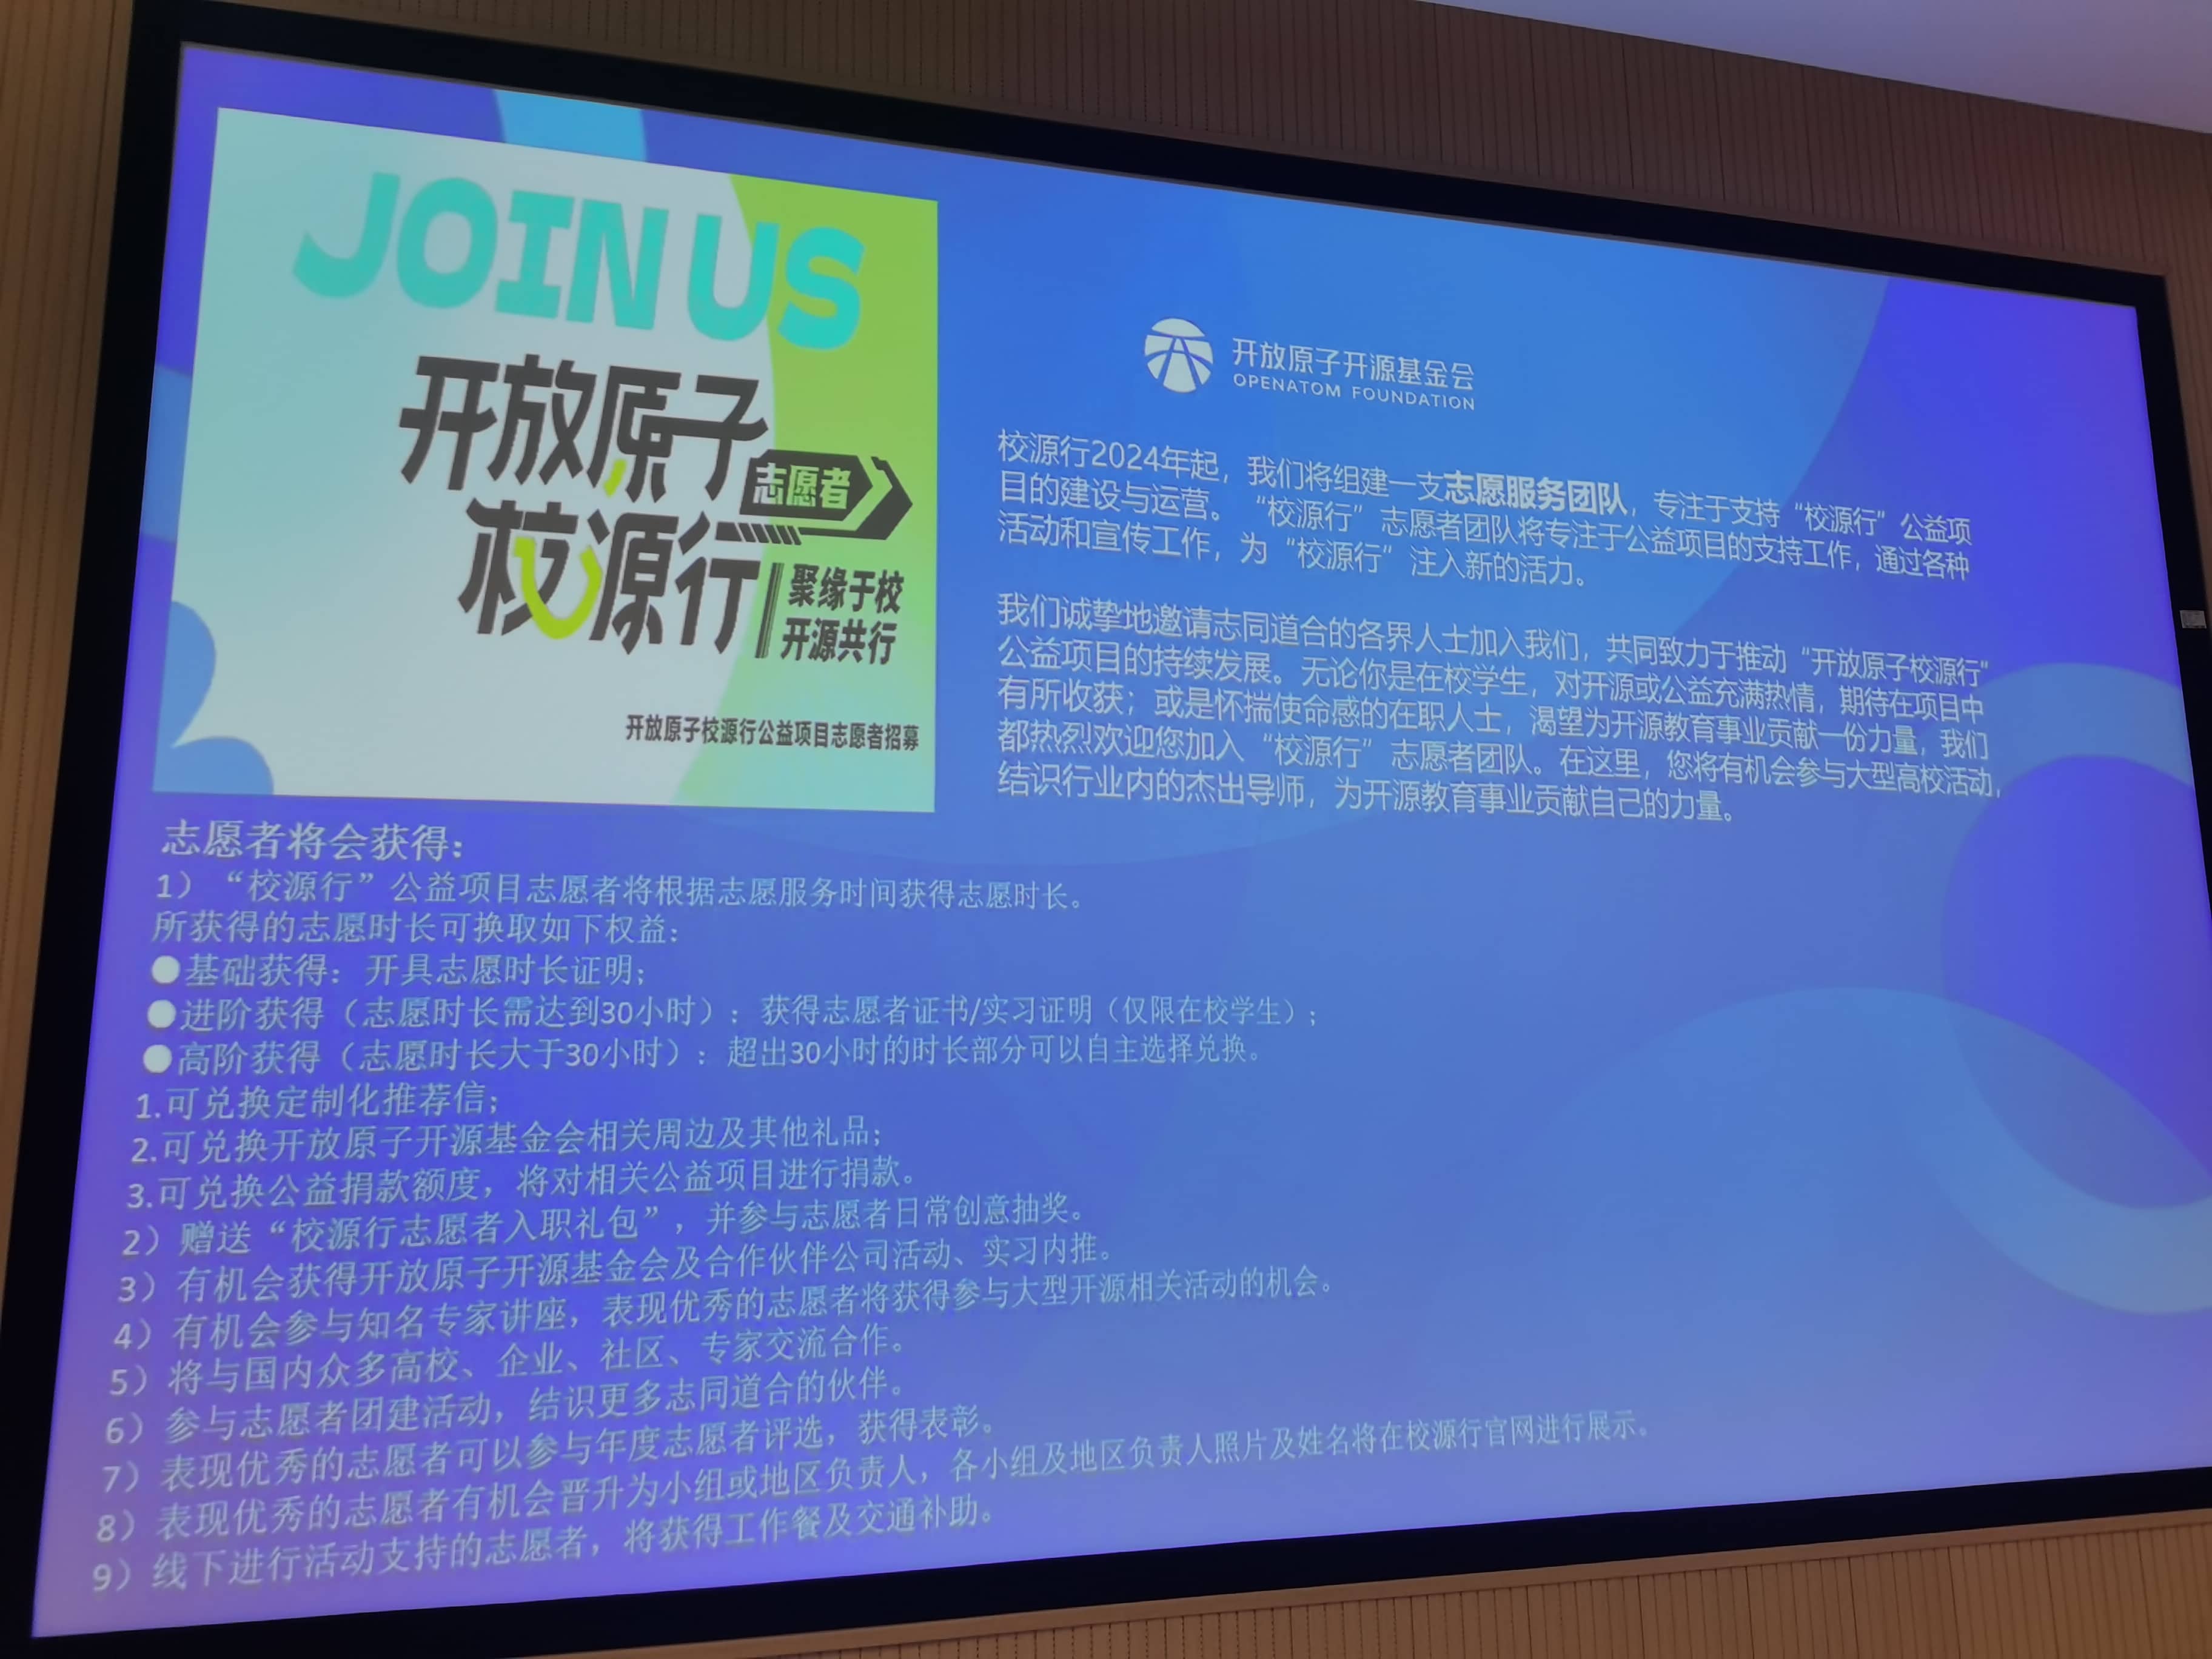 JOIN US
开放原子
志愿者
校源行
聚缘于校
开源共行
开放原子校源行公益项目志愿者招募
开放原子开源基金会
OPENATOM FOUNDATION
校源行2024年起，我们将组建一支志愿服务团队，专注于支持“校源行”公益项
目的建设与运营。“校源行”志愿者团队将专注于公益项目的支持工作，通过各种
活动和宣传工作，为“校源行”注入新的活力。
我们诚挚地邀请志同道合的各界人士加入我们，共同致力于推动“开放原子校源行”
公益项目的持续发展。无论你是在校学生，对开源或公益充满热情，期待在项目中
有所收获；或是怀揣使命感的在职人士，渴望为开源教育事业贡献一份力量，我们
都热烈欢迎您加入“校源行”志愿者团队。在这里，您将有机会参与大型高校活动，
结识行业内的杰出导师，为开源教育事业贡献自己的力量。
志愿者将会获得：
1）“校源行”公益项目志愿者将根据志愿服务时间获得志愿时长。
所获得的志愿时长可换取如下权益：
●基础获得：开具志愿时长证明；
●进阶获得（志愿时长需达到30小时）：获得志愿者证书/实习证明（仅限在校学生）；
●高阶获得（志愿时长大于30小时）：超出30小时的时长部分可以自主选择兑换。
1.可兑换定制化推荐信；
2.可兑换开放原子开源基金会相关周边及其他礼品；
3.可兑换公益捐款额度，将对相关公益项目进行捐款。
2）赠送“校源行志愿者入职礼包”，并参与志愿者日常创意抽奖。
3）有机会获得开放原子开源基金会及合作伙伴公司活动、实习内推。
4）有机会参与知名专家讲座，表现优秀的志愿者将获得参与大型开源相关活动的机会。
5）将与国内众多高校、企业、社区、专家交流合作。
6）参与志愿者团建活动，结识更多志同道合的伙伴。
7）表现优秀的志愿者可以参与年度志愿者评选，获得表彰。
8）表现优秀的志愿者有机会晋升为小组或地区负责人，各小组及地区负责人照片及姓名将在校源行官网进行展示。
9）线下进行活动支持的志愿者，将获得工作餐及交通补助。